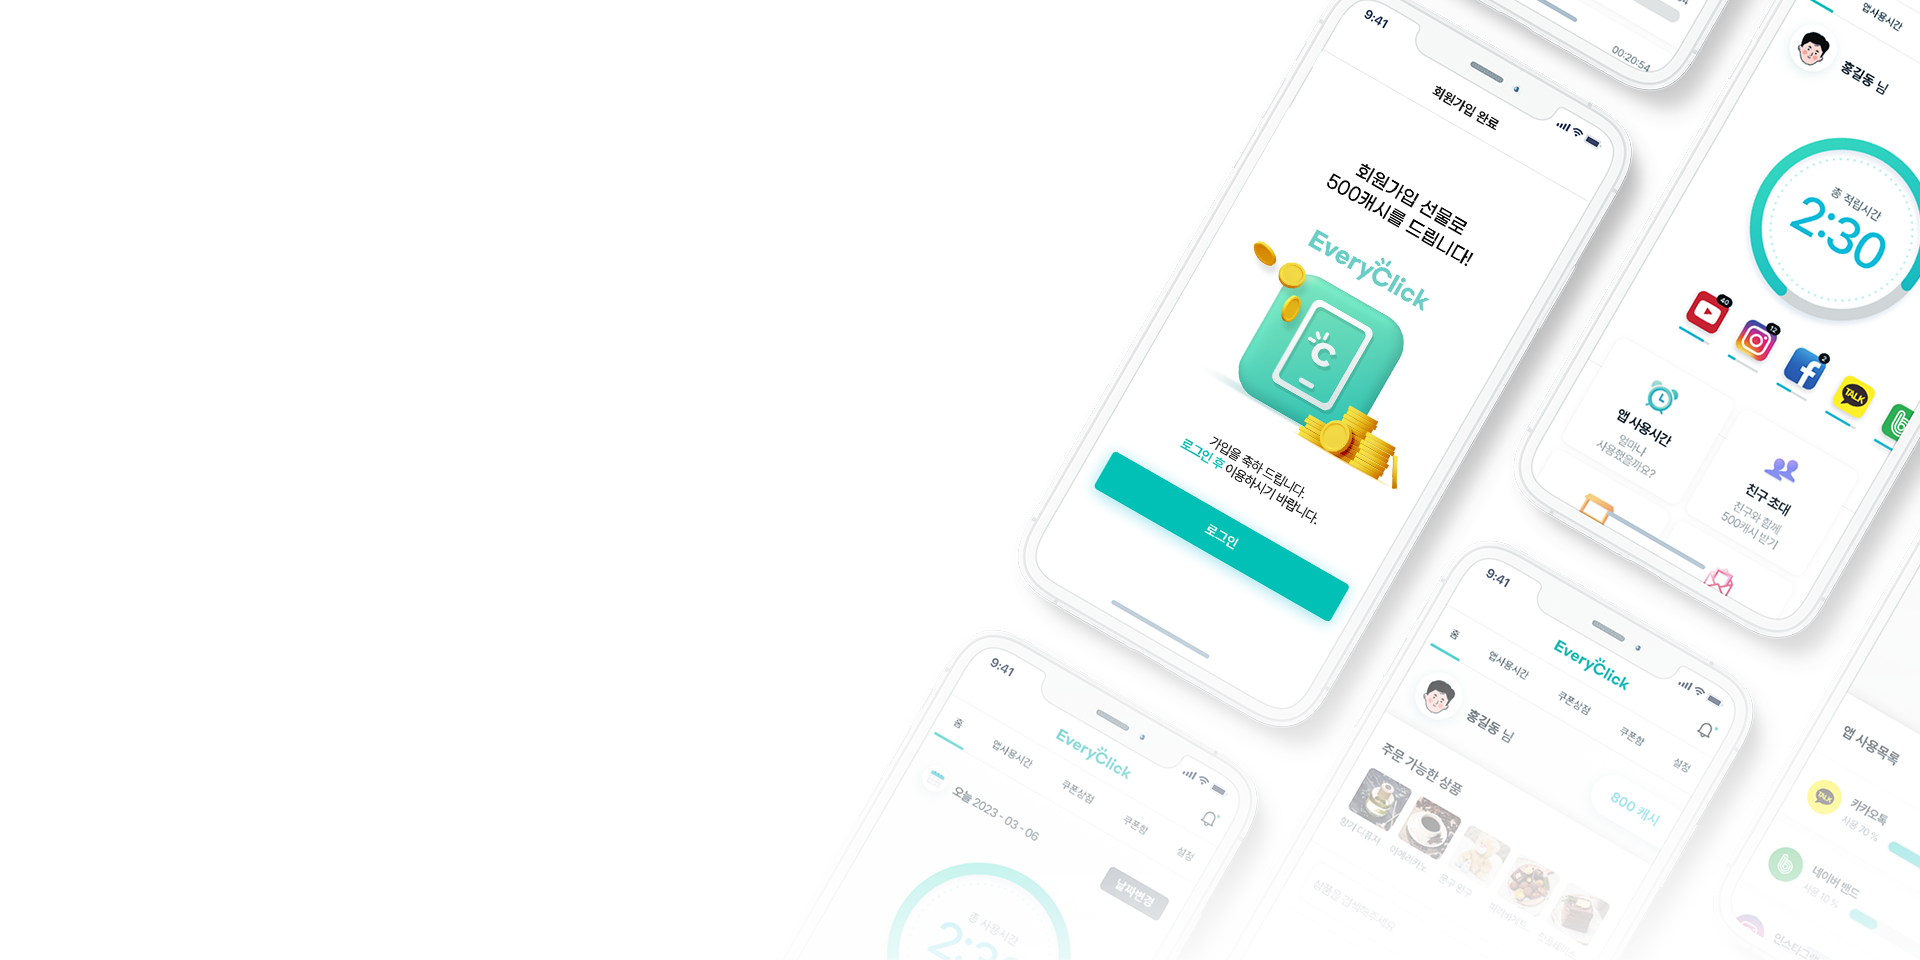 9:41
회원가입 완료
회원가입 선물로
500캐시를 드립니다!
EveryClick
C
가입을 축하 드립니다.
로그인 후 이용하시기 바랍니다.
로그인
00:20:54
앱사용시간
홍길동 님
총 적립시간
2:30
40
12
2
TALK
앱 사용시간
얼마나
사용했을까요?
친구 초대
친구와 함께
500캐시 받기
9:41
EveryClick
홈
앱사용시간
쿠폰상점
쿠폰함
설정
오늘 2023 - 03 - 06
날짜변경
총 사용시간
9:41
EveryClick
홈
앱사용시간
쿠폰상점
쿠폰함
설정
홍길동 님
800 캐시
주문 가능한 상품
향기 디퓨저
아메리카노
문구 완구
앱 사용목록
TALK
카카오톡
사용 70 %
네이버 밴드
사용 10 %